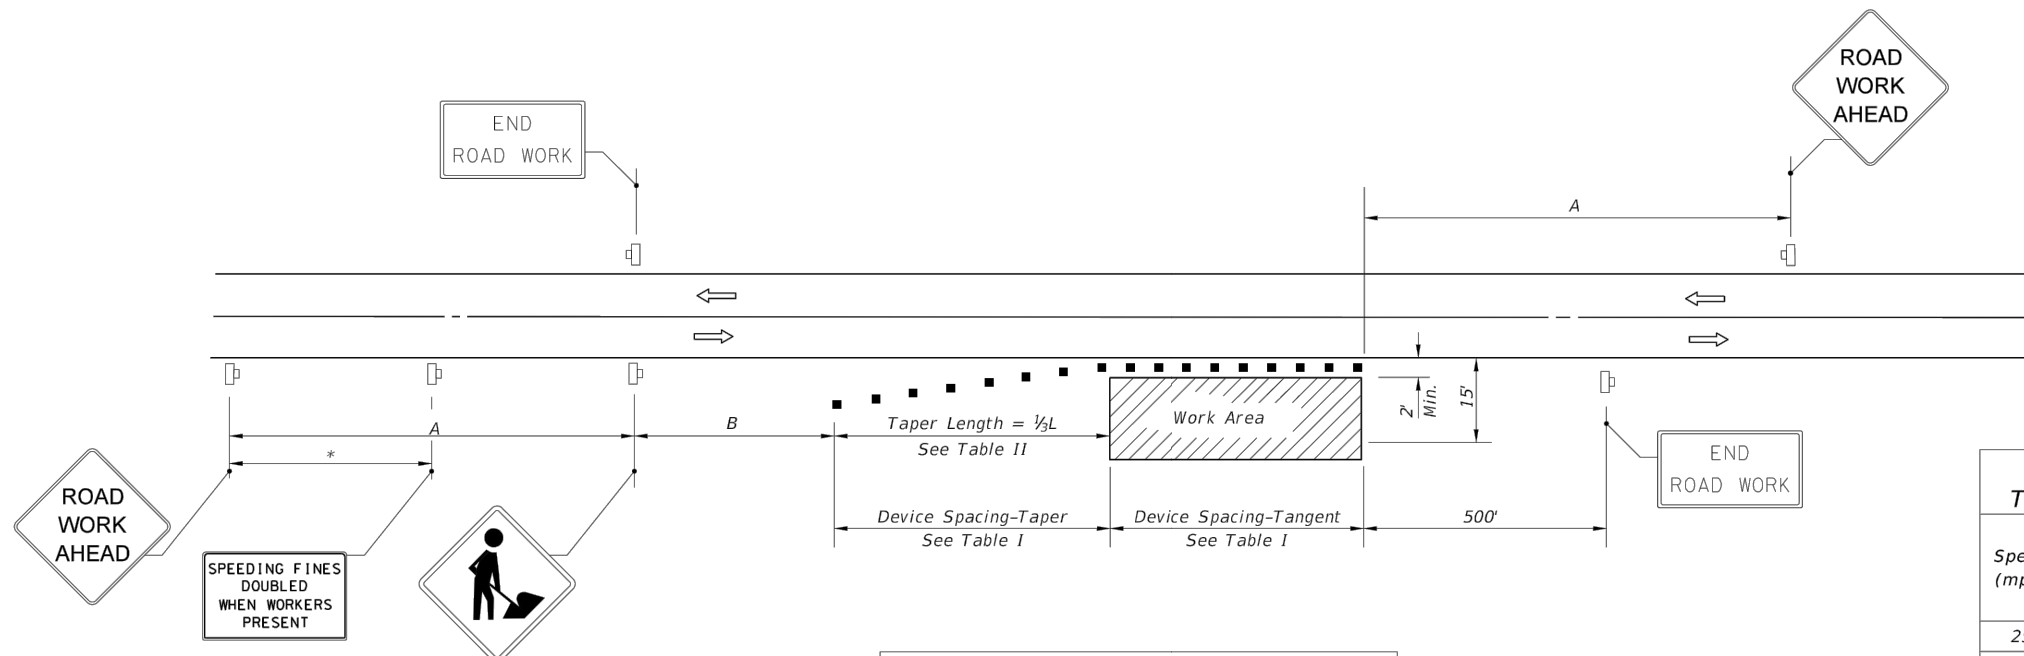 ROAD
WORK
AHEAD
END
ROAD WORK
A
2'
Min.
15'
A
*
B
Taper Length = ⅓L
See Table II
Work Area
END
ROAD WORK
ROAD
WORK
AHEAD
Device Spacing-Taper
See Table I
Device Spacing-Tangent
See Table I
500'
SPEEDING FINES
DOUBLED
WHEN WORKERS
PRESENT